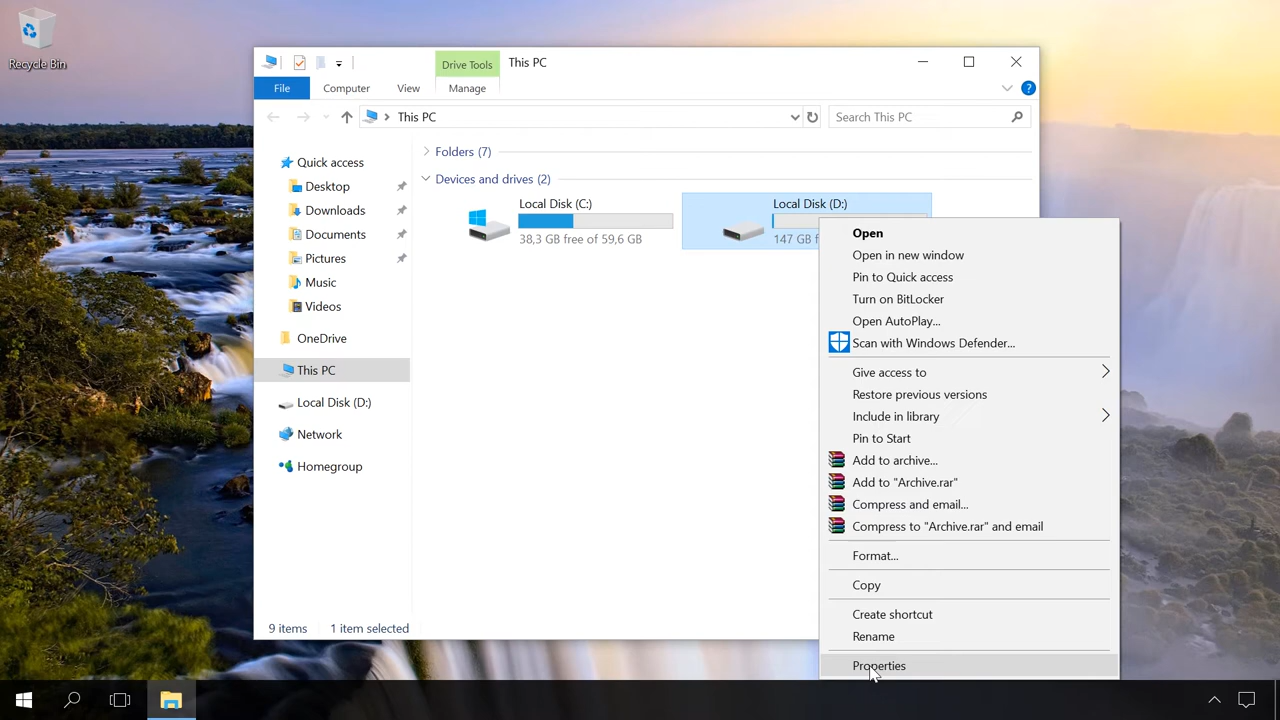 Recycle Bin
Drive Tools
This PC
File
Computer
View
Manage
This PC
Search This PC
Quick access
Desktop
Downloads
Documents
Pictures
Music
Videos
OneDrive
This PC
Local Disk (D:)
Network
Homegroup
Folders (7)
Devices and drives (2)
Local Disk (C:)
38,3 GB free of 59,6 GB
Local Disk (D:)
147 GB f
Open
Open in new window
Pin to Quick access
Turn on BitLocker
Open AutoPlay...
Scan with Windows Defender...
Give access to
Restore previous versions
Include in library
Pin to Start
Add to archive...
Add to "Archive.rar"
Compress and email...
Compress to "Archive.rar" and email
Format...
Copy
Create shortcut
Rename
Properties
9 items
1 item selected